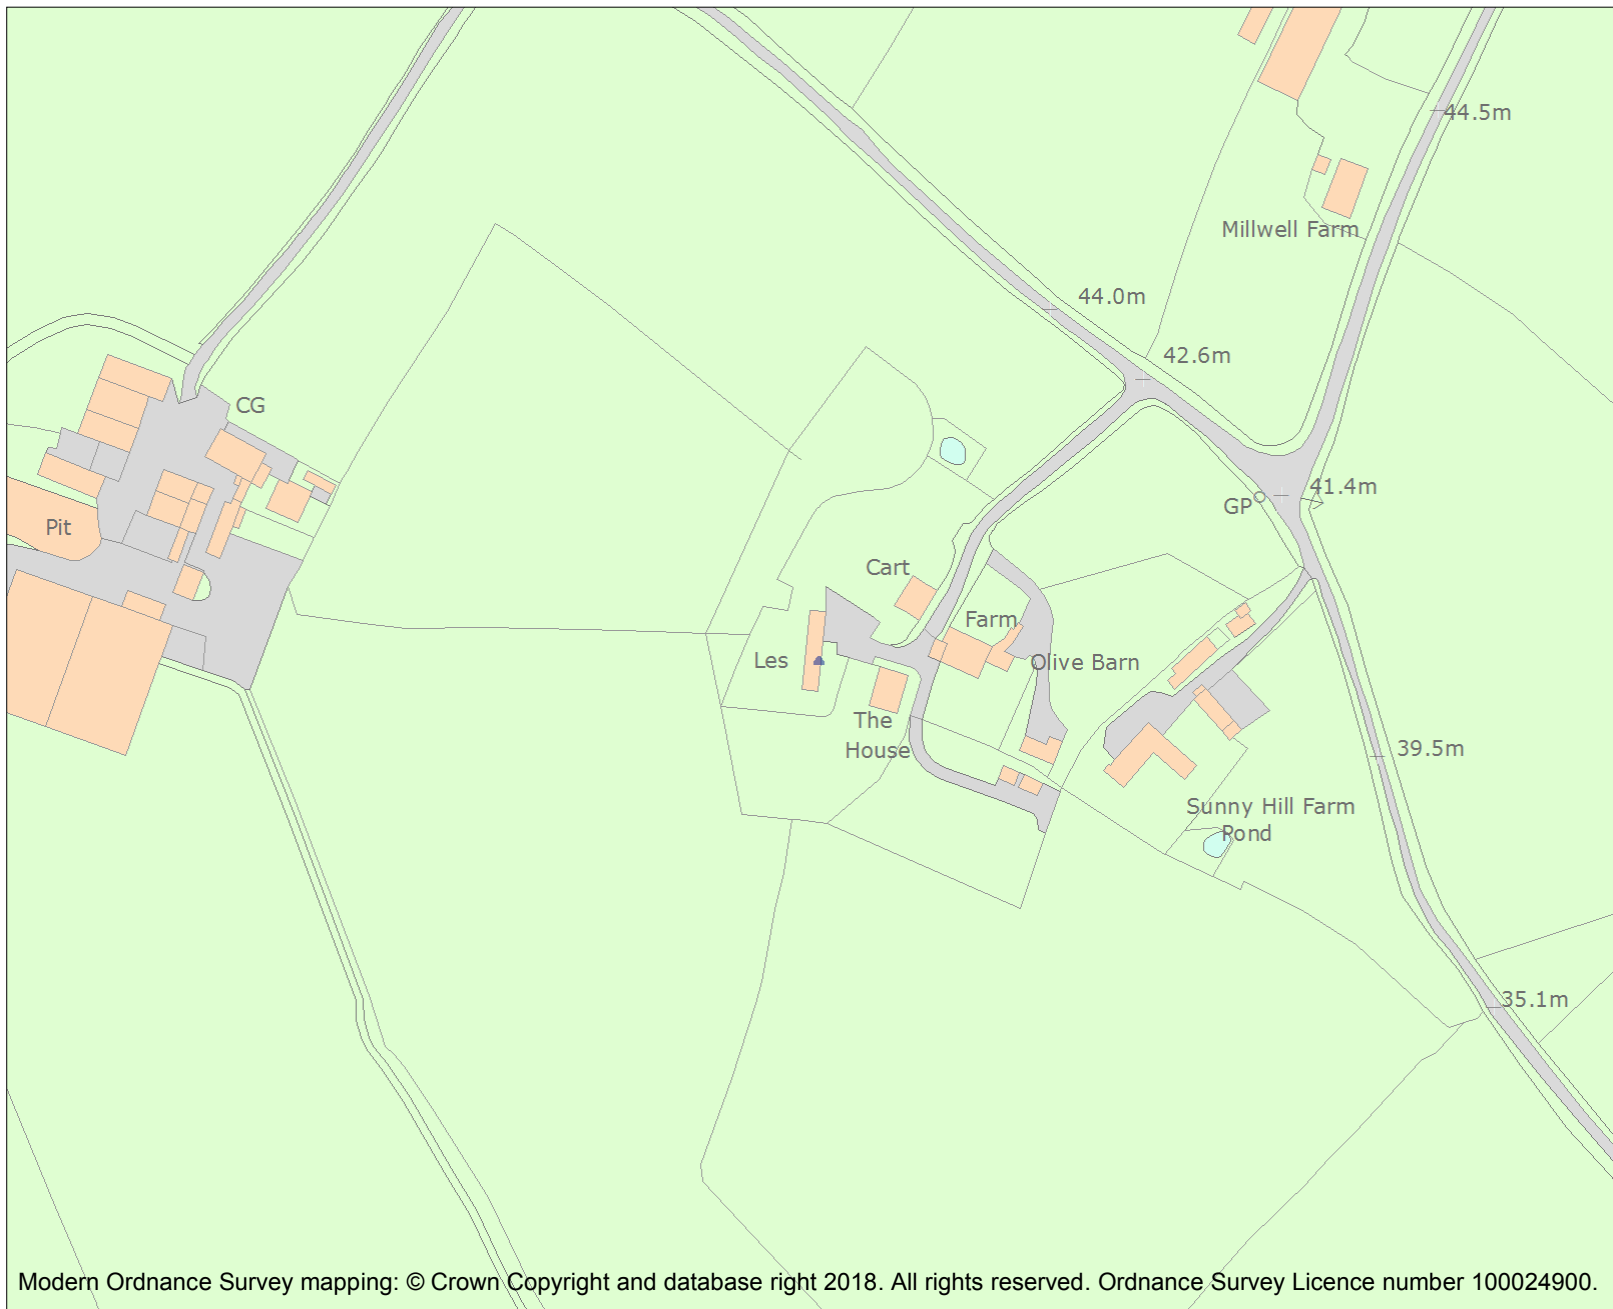 44.5m
Millwell Farm
44.0m
42.6m
CG
41.4m
GP
Pit
Cart
Farm
Les
Olive Barn
The
House
39.5m
Sunny Hill Farm
Pond
35.1m
Modern Ordnance Survey mapping: © Crown Copyright and database right 2018. All rights reserved. Ordnance Survey Licence number 100024900.